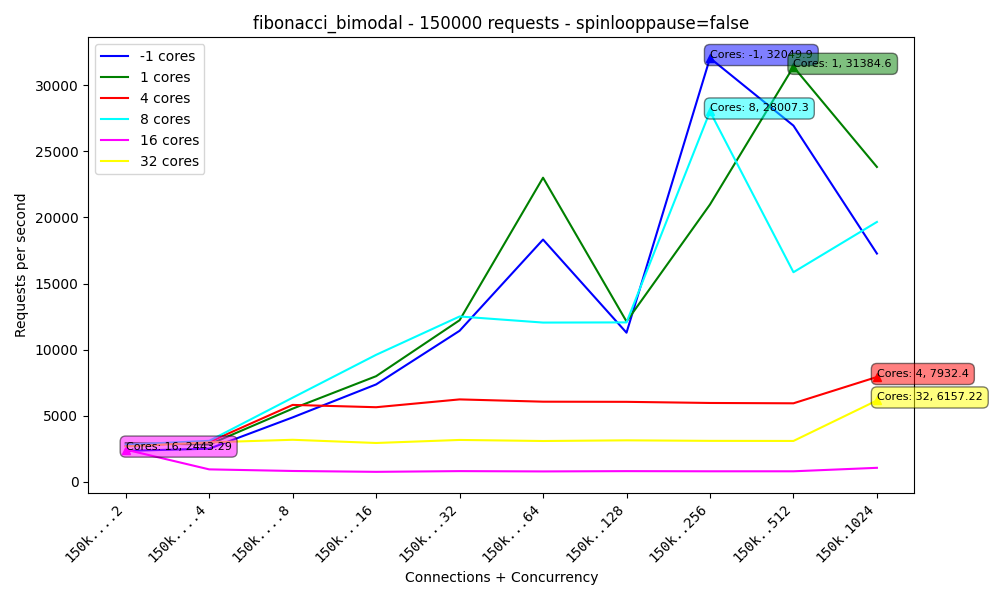 fibonacci_bimodal - 150000 requests - spinlooppause=false
-1 cores
1 cores
4 cores
8 cores
16 cores
32 cores
Cores: -1, 32049.9
Cores: 1, 31384.6
Cores: 8, 28007.3
Cores: 4, 7932.4
Cores: 32, 6157.22
Cores: 16, 2443.29
Requests per second
30000
25000
20000
15000
10000
5000
0
150k....2
150k....4
150k....8
150k...16
150k...32
150k...64
150k..128
150k..256
150k..512
150k.1024
Connections + Concurrency